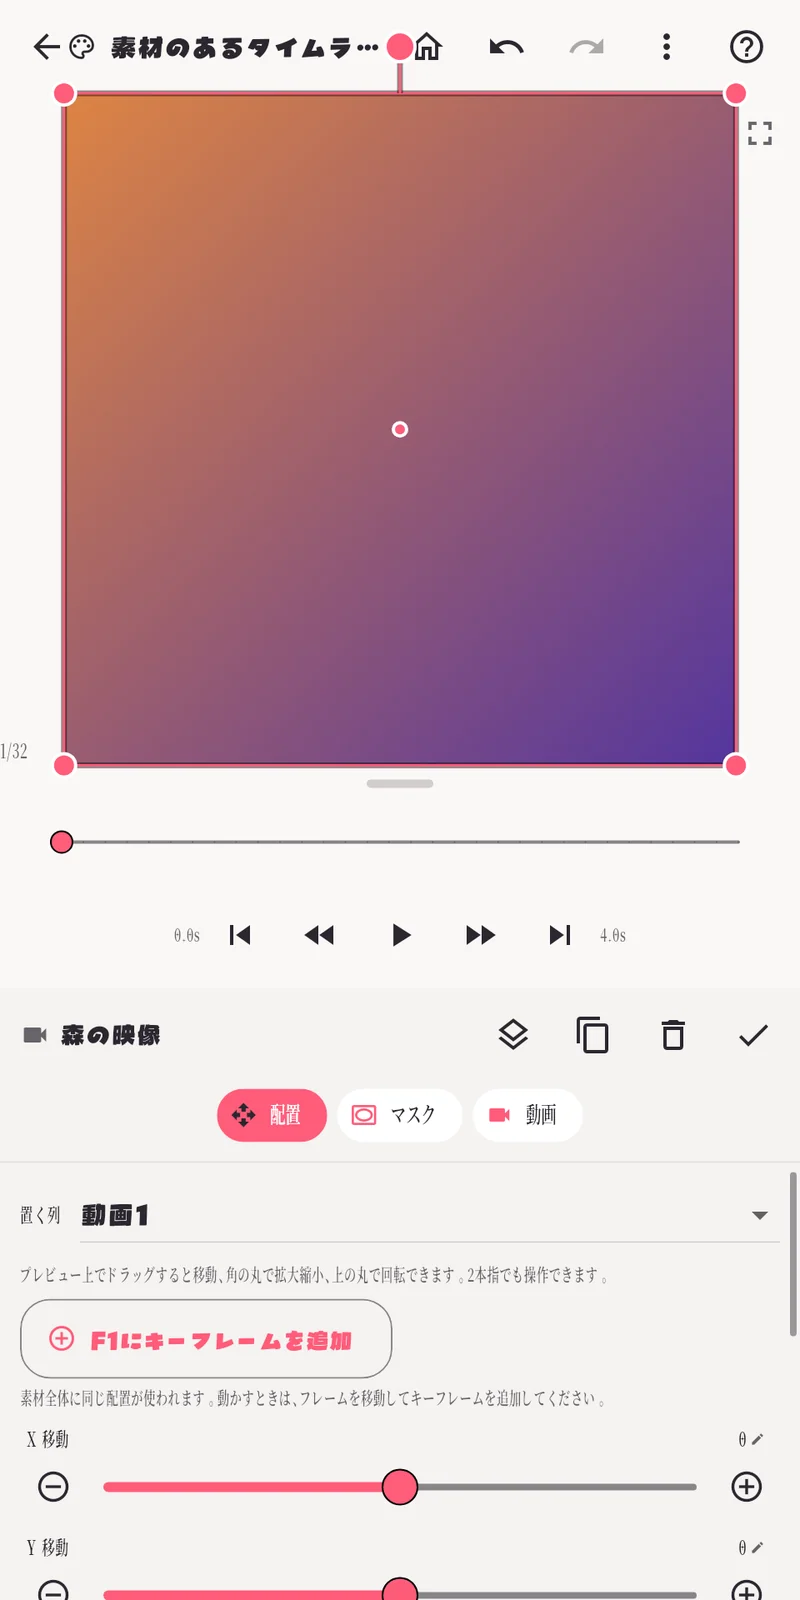 素材のあるタイムラ…
1/32
0.0s
4.0s
森の映像
配置
マスク
動画
置く列
動画1
プレビュー上でドラッグすると移動、角の丸で拡大縮小、上の丸で回転できます。2本指でも操作できます。
F1にキーフレームを追加
素材全体に同じ配置が使われます。動かすときは、フレームを移動してキーフレームを追加してください。
X 移動
0
Y 移動
0